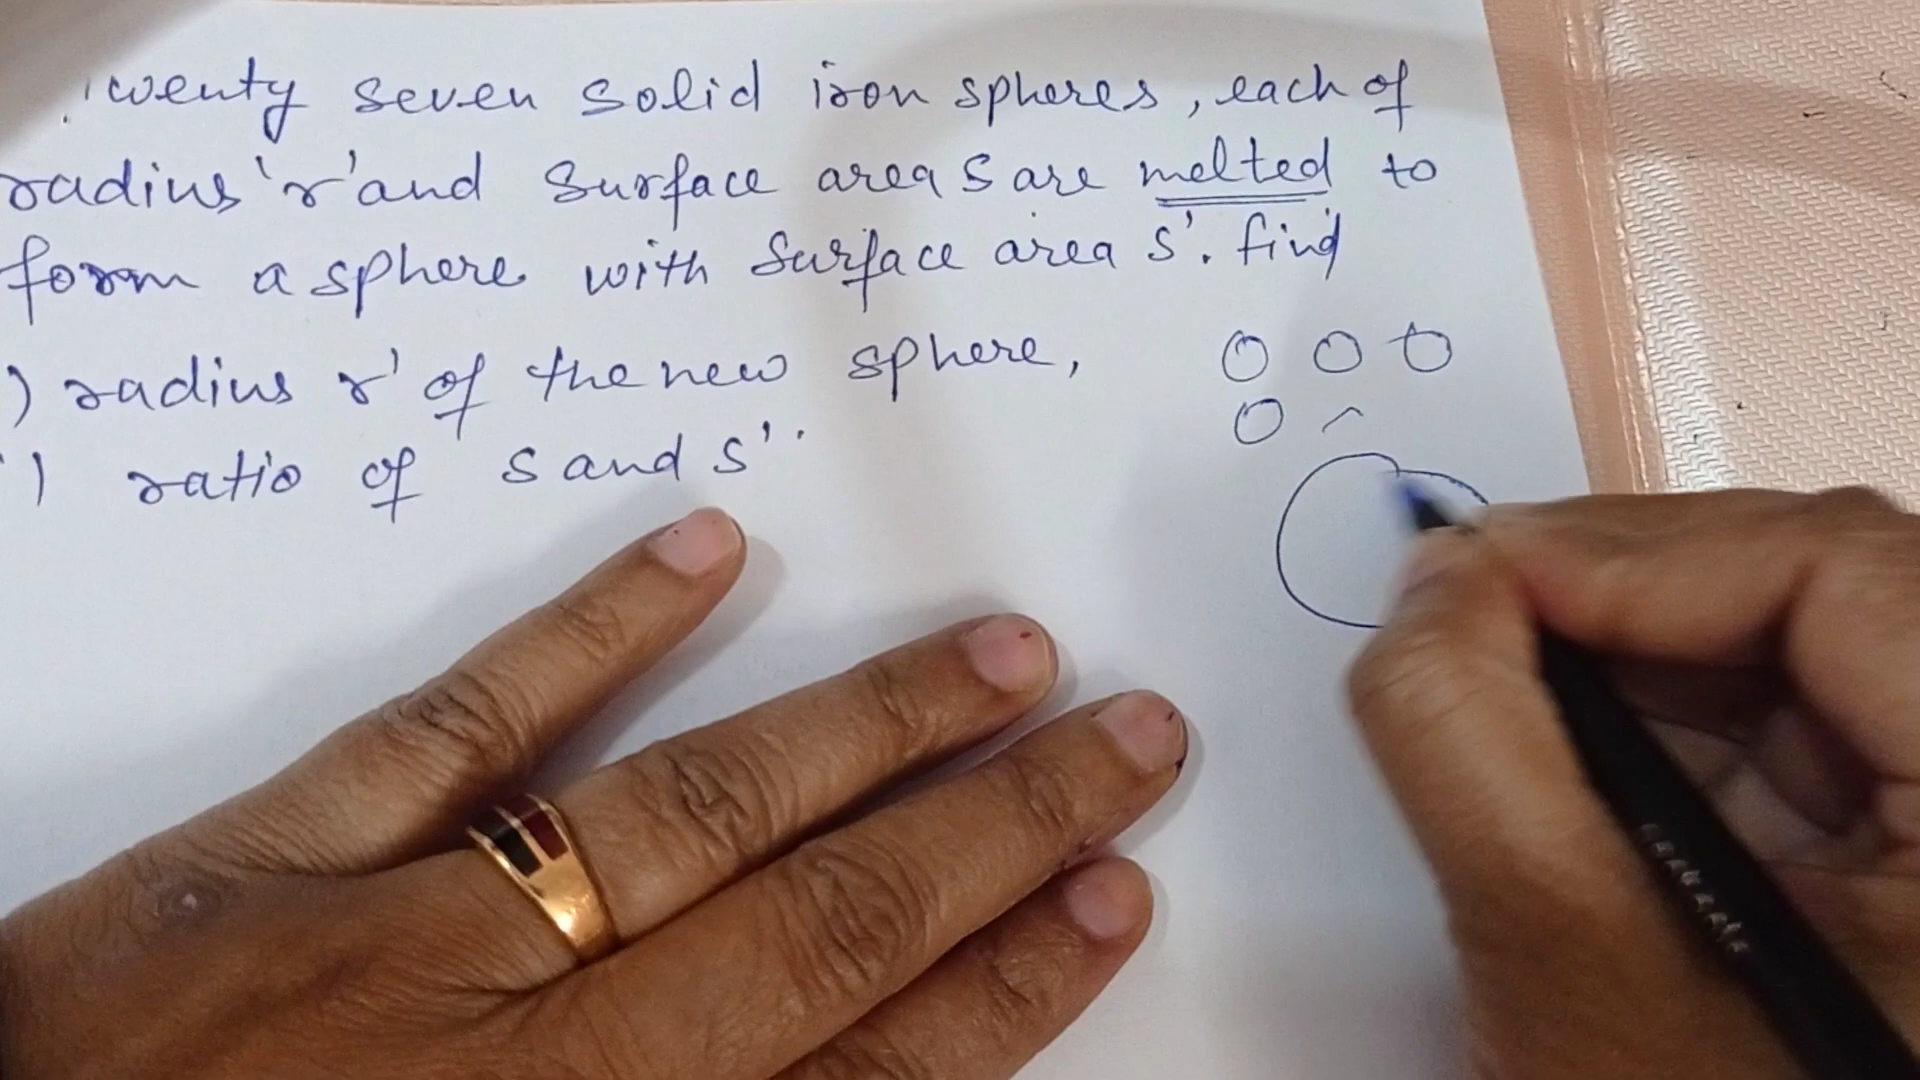 wenty seven solid iron spheres, each of
radius 'r' and surface area S are melted to
form a sphere with surface area S'. find
) radius r' of the new sphere,
) ratio of S and S'.